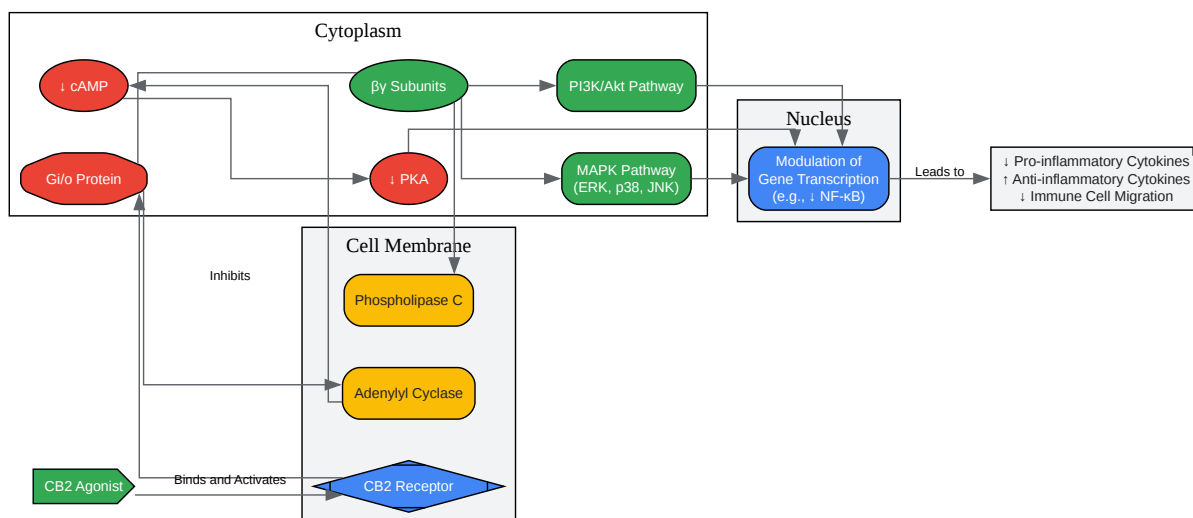 Cytoplasm
↓ cAMP
βγ Subunits
PI3K/Akt Pathway
Gi/o Protein
↓ PKA
MAPK Pathway
(ERK, p38, JNK)
Nucleus
Modulation of
Gene Transcription
(e.g., ↓ NF-κB)
Leads to
↓ Pro-inflammatory Cytokines
↑ Anti-inflammatory Cytokines
↓ Immune Cell Migration
Cell Membrane
Inhibits
Phospholipase C
Adenylyl Cyclase
CB2 Agonist
Binds and Activates
CB2 Receptor